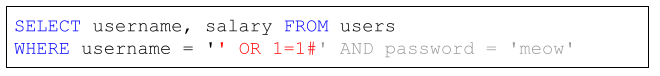 SELECT username, salary FROM users
WHERE username = '' OR 1=1#' AND password = 'meow'